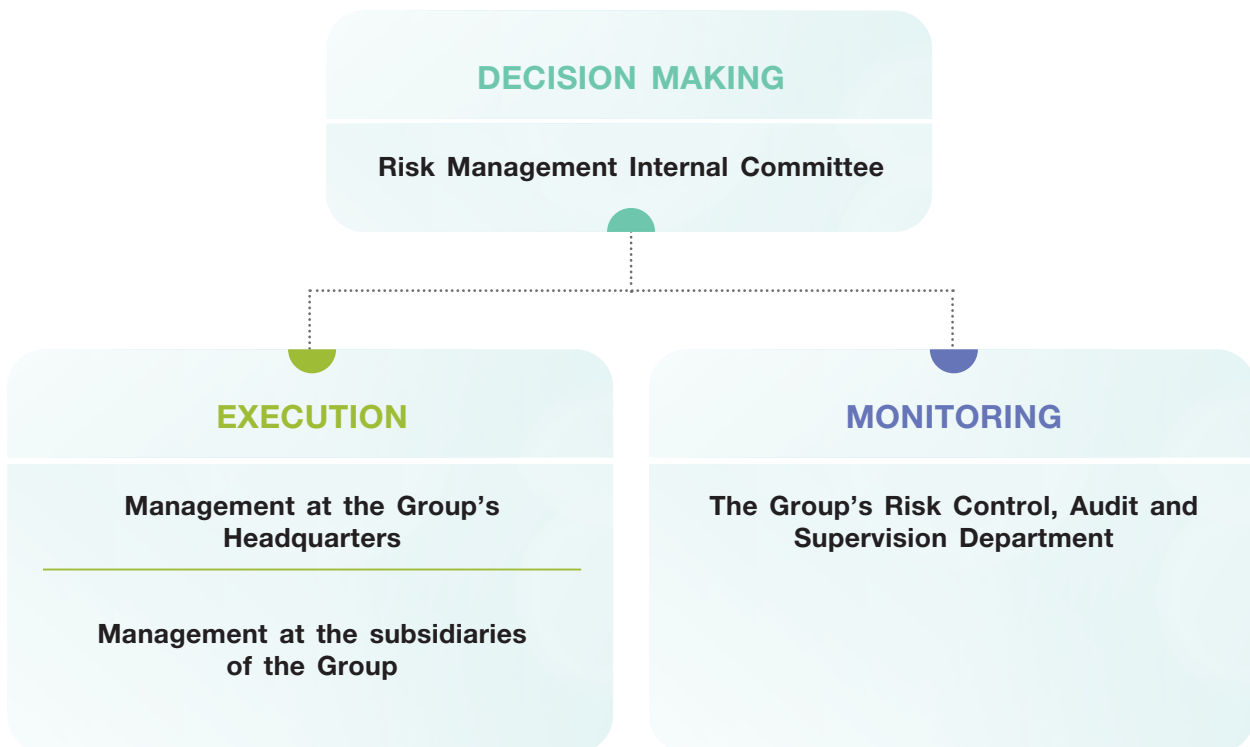 DECISION MAKING
Risk Management Internal Committee
EXECUTION
Management at the Group’s
Headquarters
Management at the subsidiaries
of the Group
MONITORING
The Group’s Risk Control, Audit and
Supervision Department